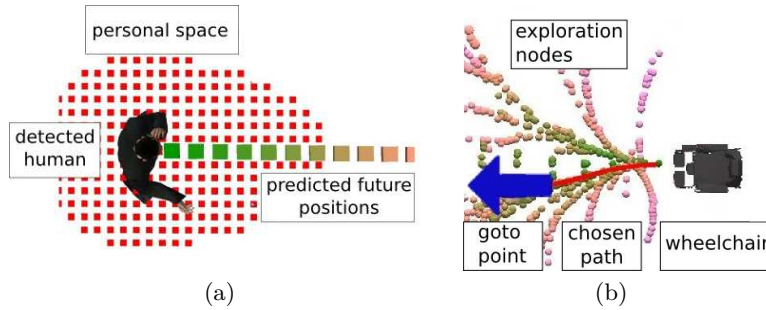 personal space
detected
human
predicted future
positions
(a)
exploration
nodes
goto
point
chosen
path
wheelchair
(b)